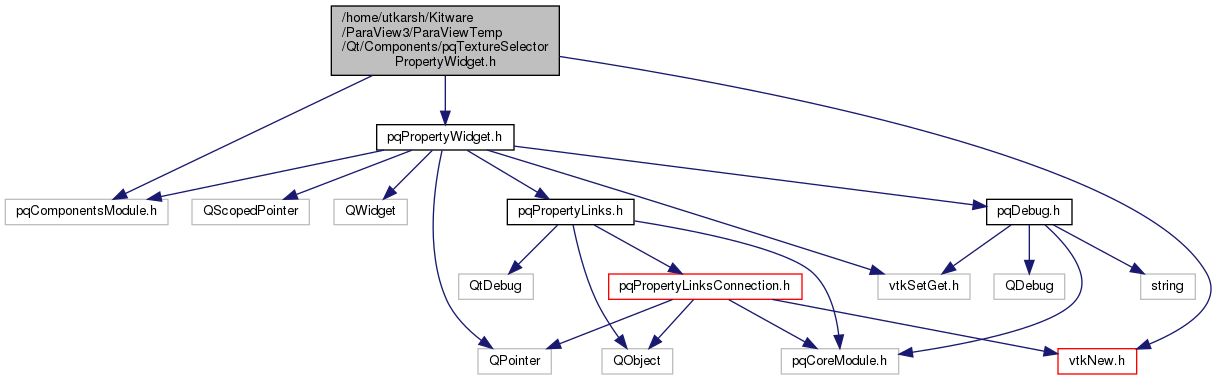 /home/utkarsh/Kitware
/ParaView3/ParaViewTemp
/Qt/Components/pqTextureSelector
PropertyWidget.h
pqPropertyWidget.h
pqComponentsModule.h
QScopedPointer
QWidget
pqPropertyLinks.h
pqDebug.h
QtDebug
pqPropertyLinksConnection.h
vtkSetGet.h
QDebug
string
QPointer
QObject
pqCoreModule.h
vtkNew.h